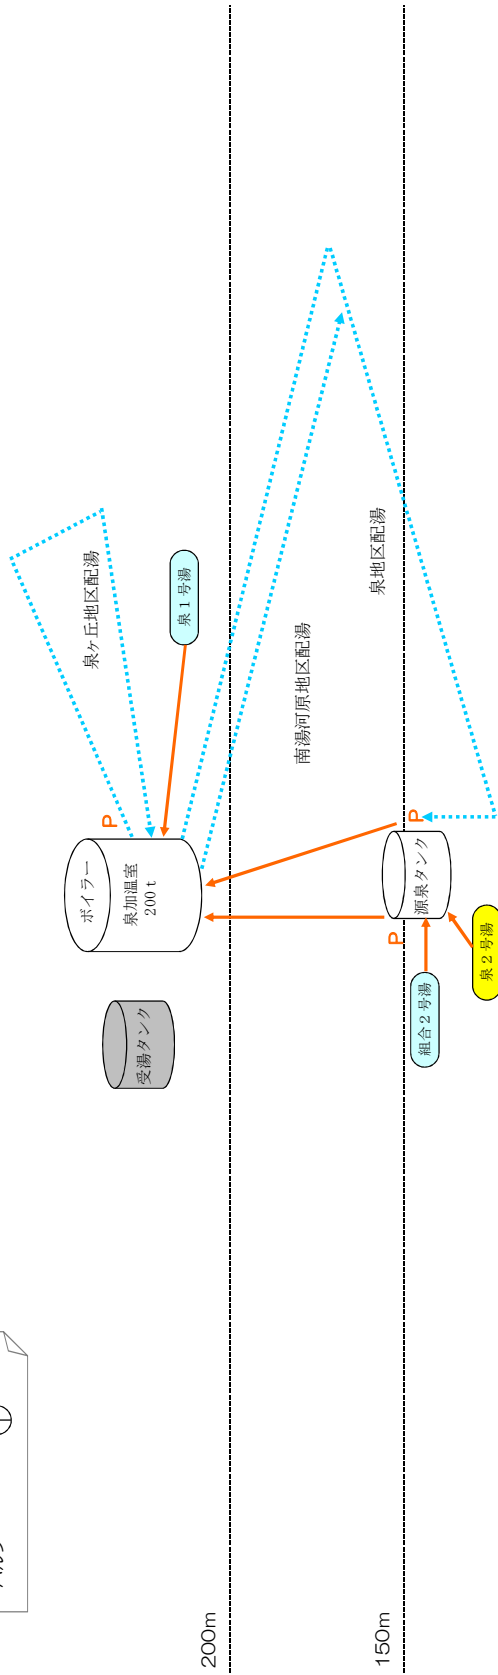 ボイラー
泉ヶ丘地区配湯
P
泉加温室
200ｔ
受湯タンク
泉１号湯
200m
南湯河原地区配湯
泉地区配湯
150m
P
P
源泉タンク
組合２号湯
泉２号湯